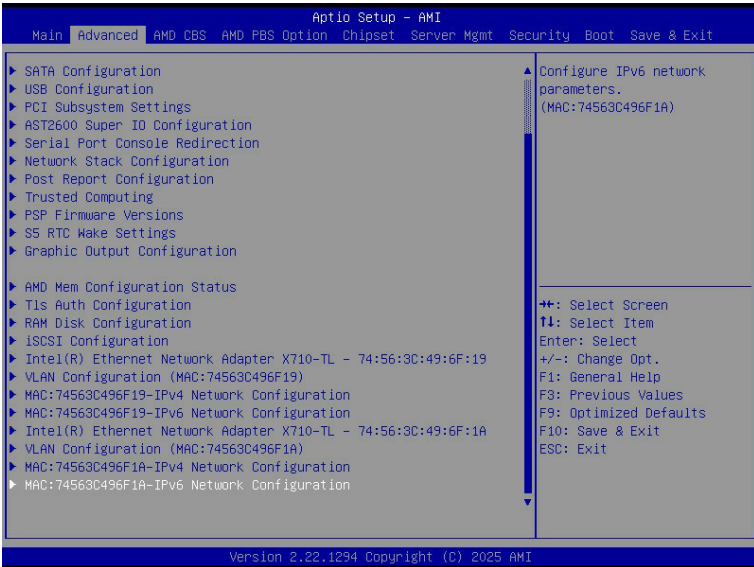 Aptio Setup - AMI
Main Advanced AMD CBS AMD PBS Option Chipset Server Mgmt Security Boot Save & Exit
SATA Configuration
USB Configuration
PCI Subsystem Settings
AST2600 Super IO Configuration
Serial Port Console Redirection
Network Stack Configuration
Post Report Configuration
Trusted Computing
PSP Firmware Versions
S5 RTC Wake Settings
Graphic Output Configuration
AMD Mem Configuration Status
Tls Auth Configuration
RAM Disk Configuration
iSCSI Configuration
Intel(R) Ethernet Network Adapter X710-TL - 74:56:3C:49:6F:19
VLAN Configuration (MAC:74563C496F19)
MAC:74563C496F19-IPv4 Network Configuration
MAC:74563C496F19-IPv6 Network Configuration
Intel(R) Ethernet Network Adapter X710-TL - 74:56:3C:49:6F:1A
VLAN Configuration (MAC:74563C496F1A)
MAC:74563C496F1A-IPv4 Network Configuration
MAC:74563C496F1A-IPv6 Network Configuration
Configure IPv6 network
parameters.
(MAC:74563C496F1A)
→←: Select Screen
↑↓: Select Item
Enter: Select
+/-: Change Opt.
F1: General Help
F3: Previous Values
F9: Optimized Defaults
F10: Save & Exit
ESC: Exit
Version 2.22.1294 Copyright (C) 2025 AMI